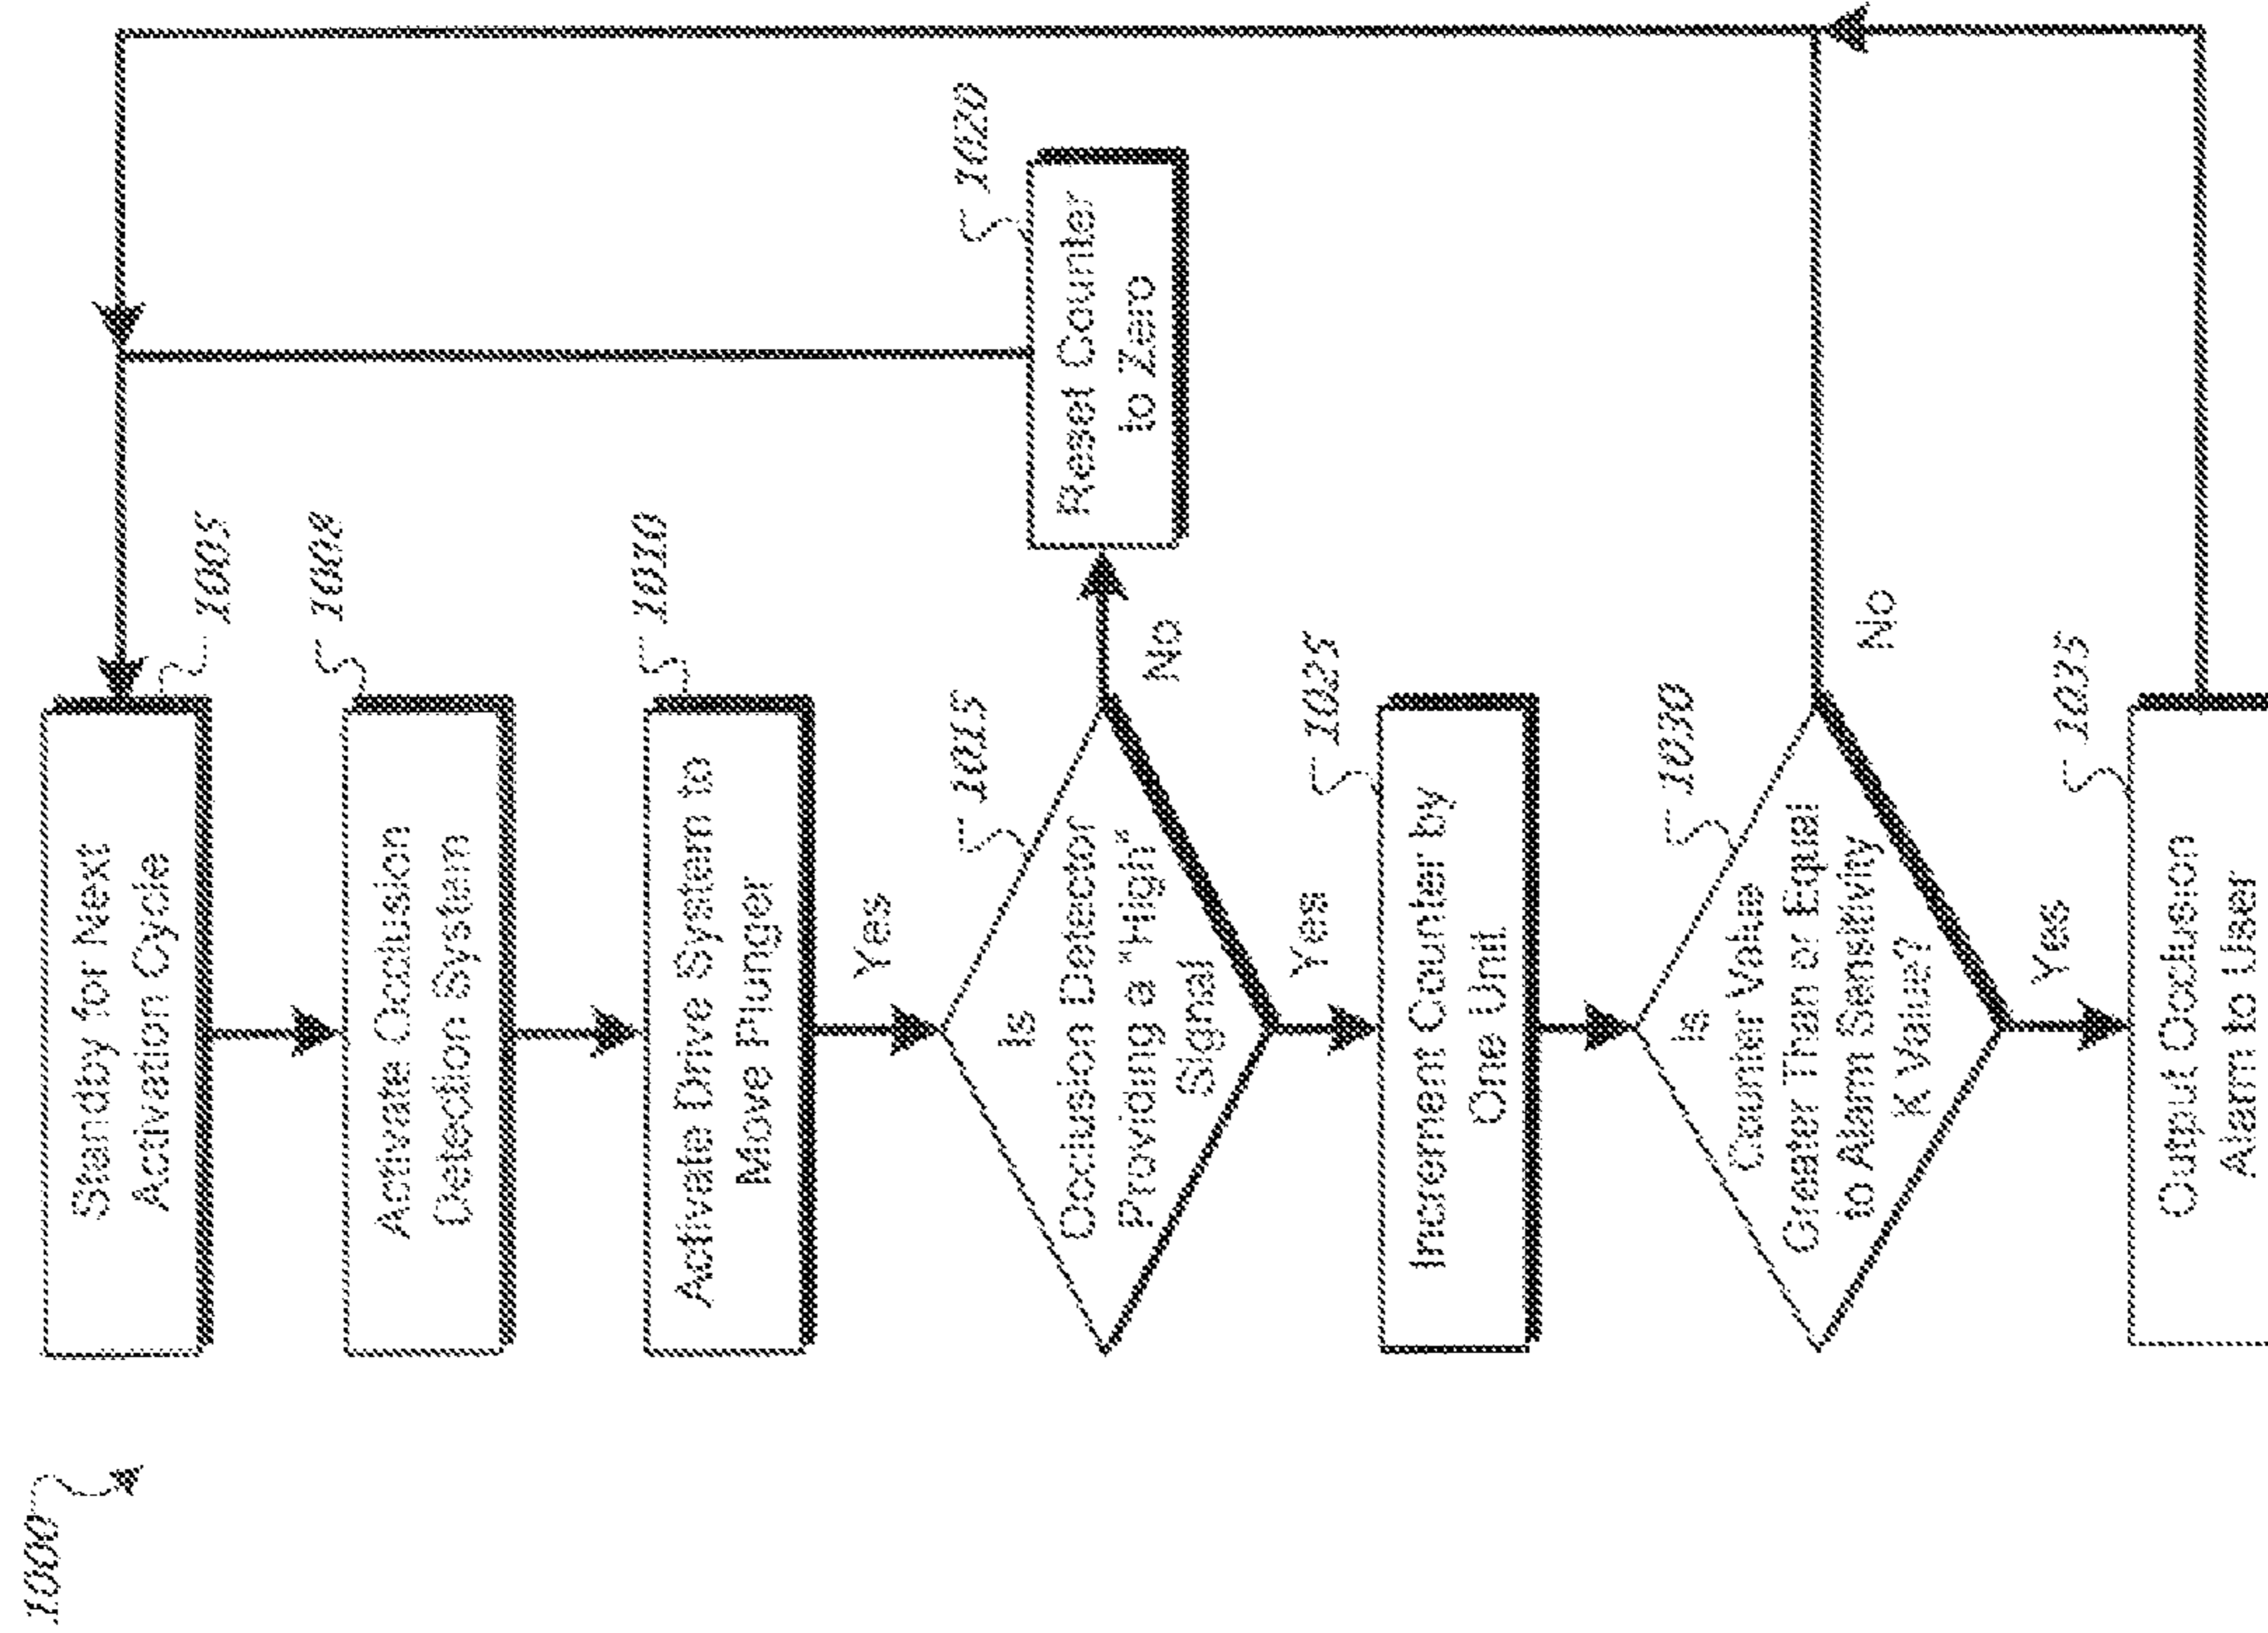 1000
Standby for Next
Activation Cycle
1005
Activate Occlusion
Detection System
1008
Activate Drive System to
Move Plunger
1010
Yes
Is
Occlusion Detector
Providing a "High"
Signal
1015
No
Reset Counter
to Zero
1020
Yes
Increment Counter by
One Unit
1025
Is
Counter Value
Greater Than or Equal
to Alarm Sensitivity
K Value?
1030
No
Yes
Output Occlusion
Alarm to User
1035